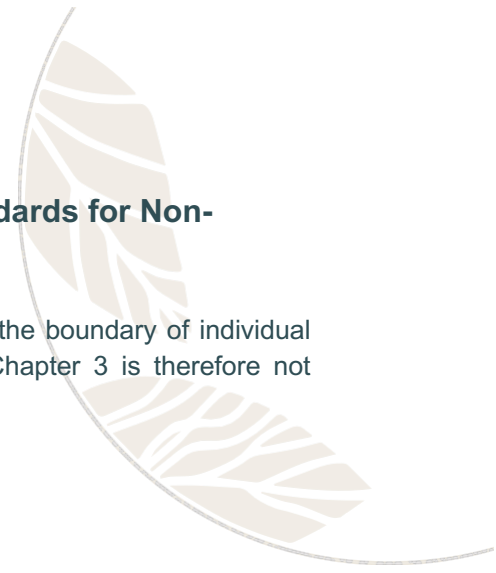 dards for Non-
the boundary of individual
Chapter 3 is therefore not